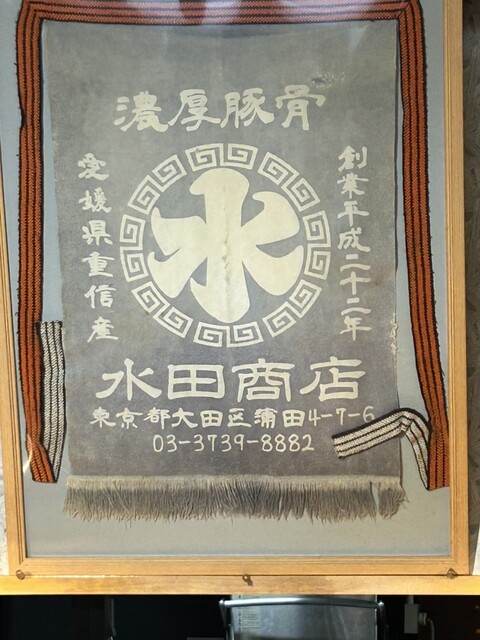 濃厚豚骨
創業平成二十二年
水
愛媛県重信産
水田商店
東京都大田区蒲田4-7-6
03-3739-8882